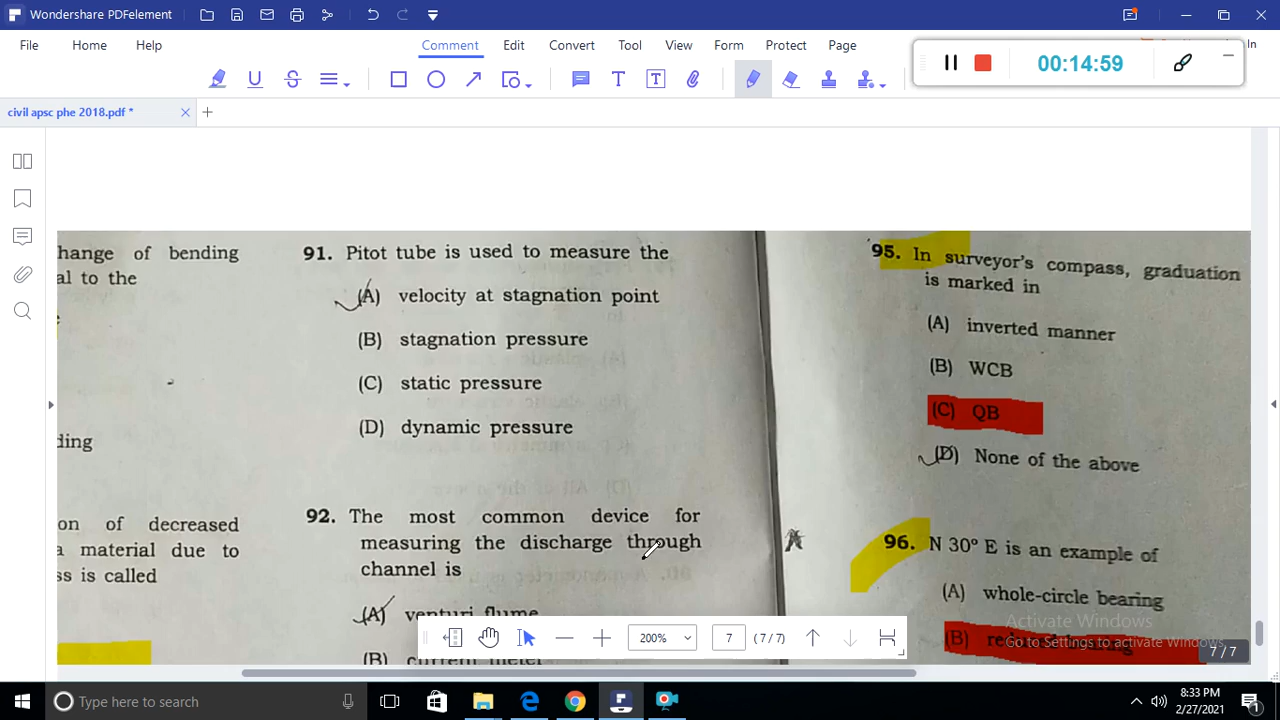 Wondershare PDFelement
File
Home
Help
Comment
Edit
Convert
Tool
View
Form
Protect
Page
In
00:14:59
civil apsc phe 2018.pdf *
hange of bending
al to the
ding
on of decreased
a material due to
ss is called
91. Pitot tube is used to measure the
(A) velocity at stagnation point
(B) stagnation pressure
(C) static pressure
(D) dynamic pressure
92. The most common device for
measuring the discharge through
channel is
(A) venturi flume
(B) current meter
95. In surveyor's compass, graduation
is marked in
(A) inverted manner
(B) WCB
(C) QB
(D) None of the above
96. N 30° E is an example of
(A) whole-circle bearing
(B) reduced bearing
Activate Windows
Go to Settings to activate Windows.
200%
7
(7 / 7)
7 / 7
Type here to search
8:33 PM
2/27/2021
1